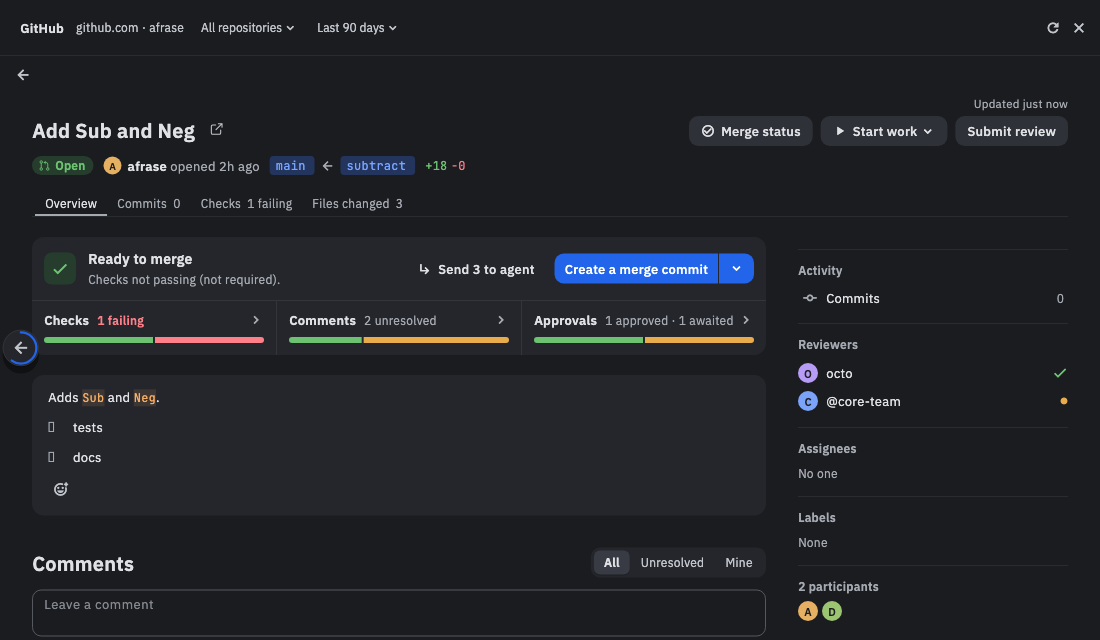 GitHub github.com · afrase All repositories Last 90 days
Updated just now
Add Sub and Neg
Merge status Start work Submit review
Open A afrase opened 2h ago main ← subtract +18 -0
Overview Commits 0 Checks 1 failing Files changed 3
Ready to merge
Checks not passing (not required).
Send 3 to agent Create a merge commit
Checks 1 failing
Comments 2 unresolved
Approvals 1 approved · 1 awaited
Adds Sub and Neg.
tests
docs
Comments
All Unresolved Mine
Leave a comment
Activity
Commits 0
Reviewers
O octo
C @core-team
Assignees
No one
Labels
None
2 participants
A D